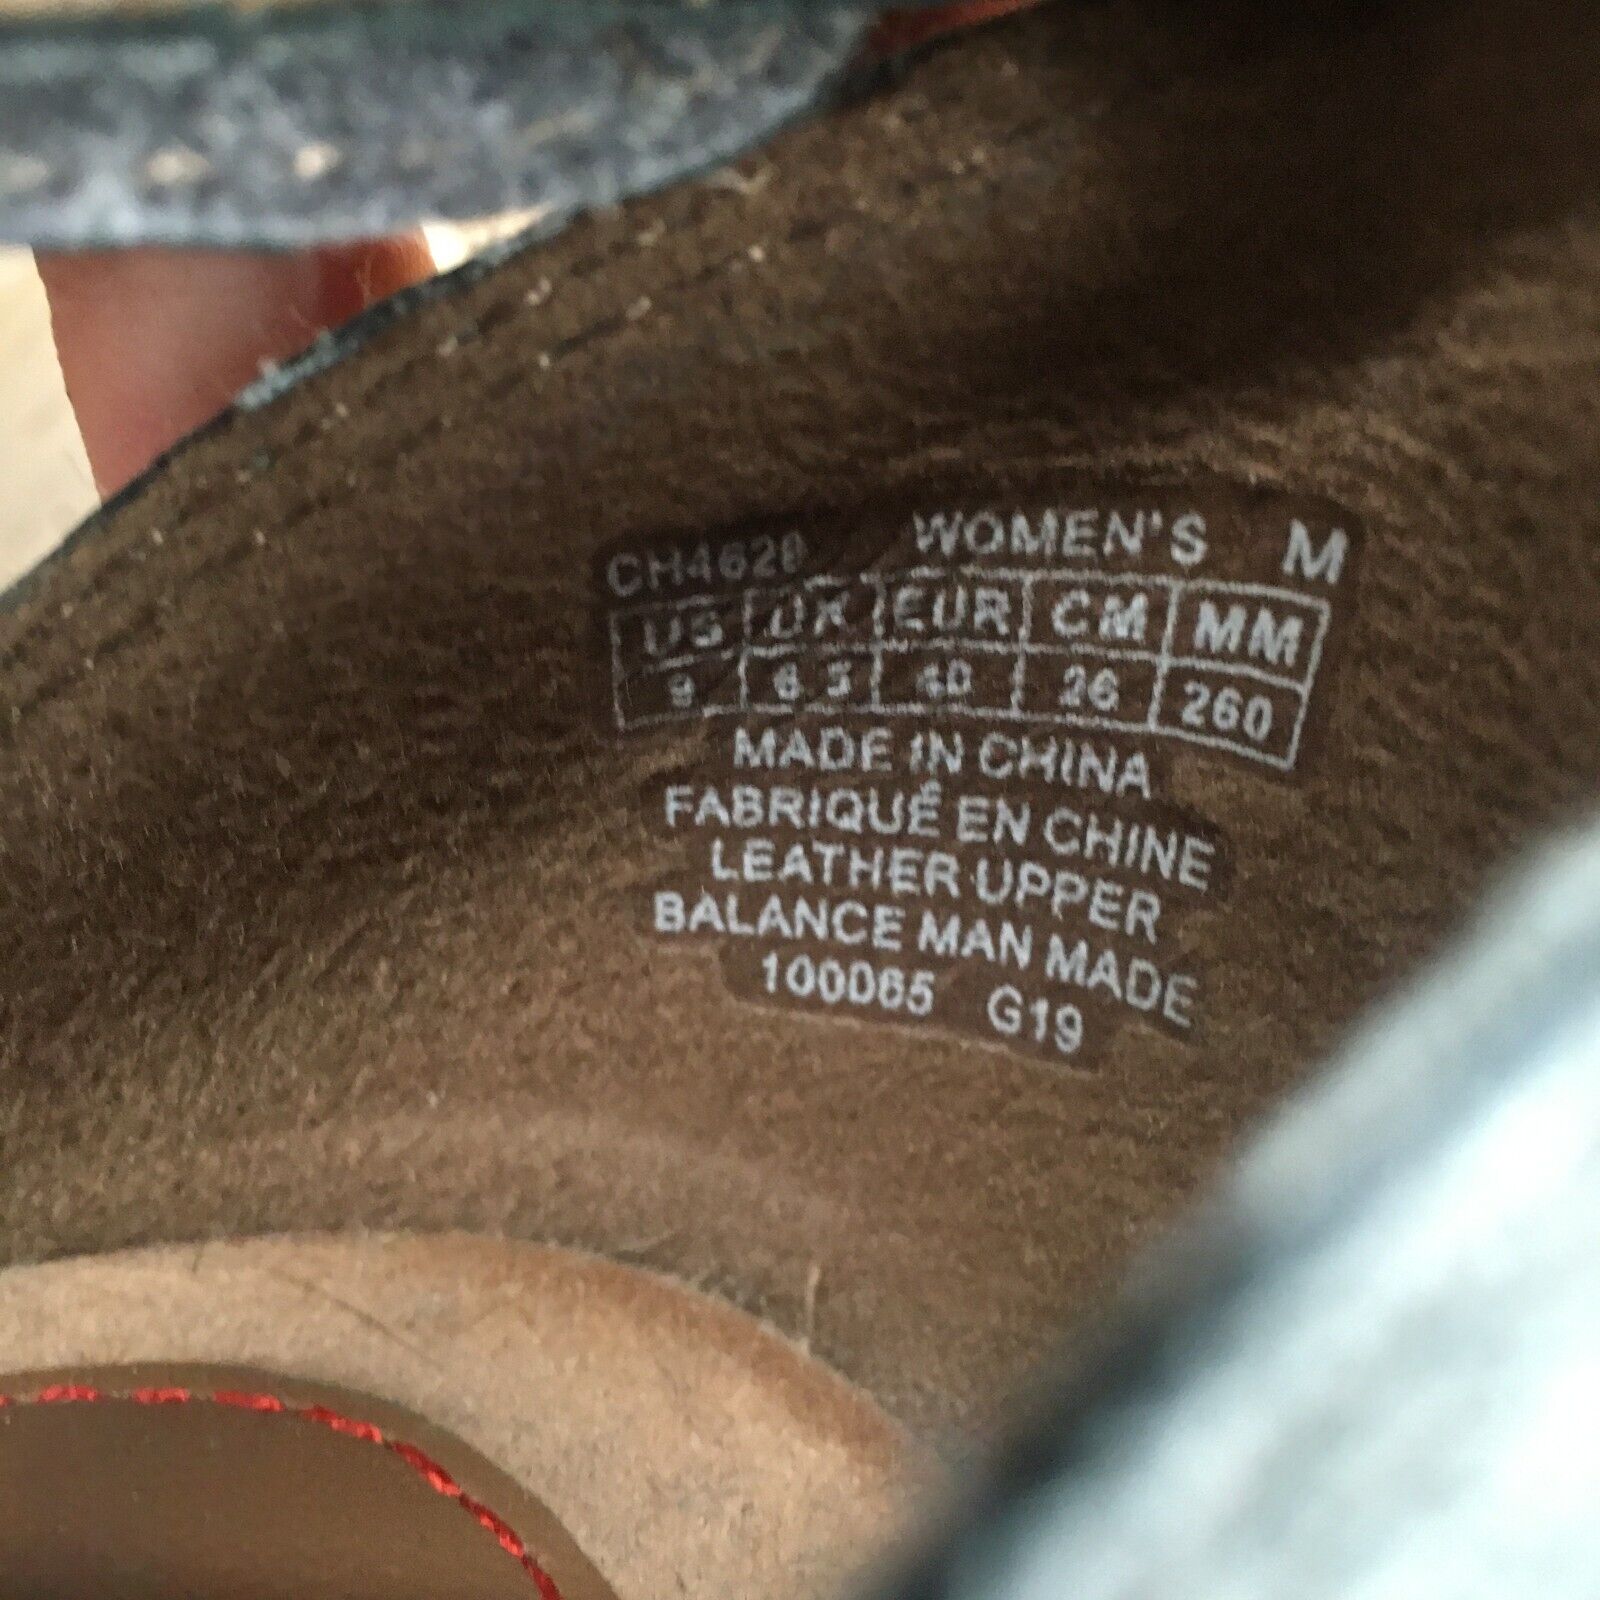 CH4628 WOMEN'S M
US UK EUR CM MM
9 6.5 40 26 260
MADE IN CHINA
FABRIQUÉ EN CHINE
LEATHER UPPER
BALANCE MAN MADE
100065 G19